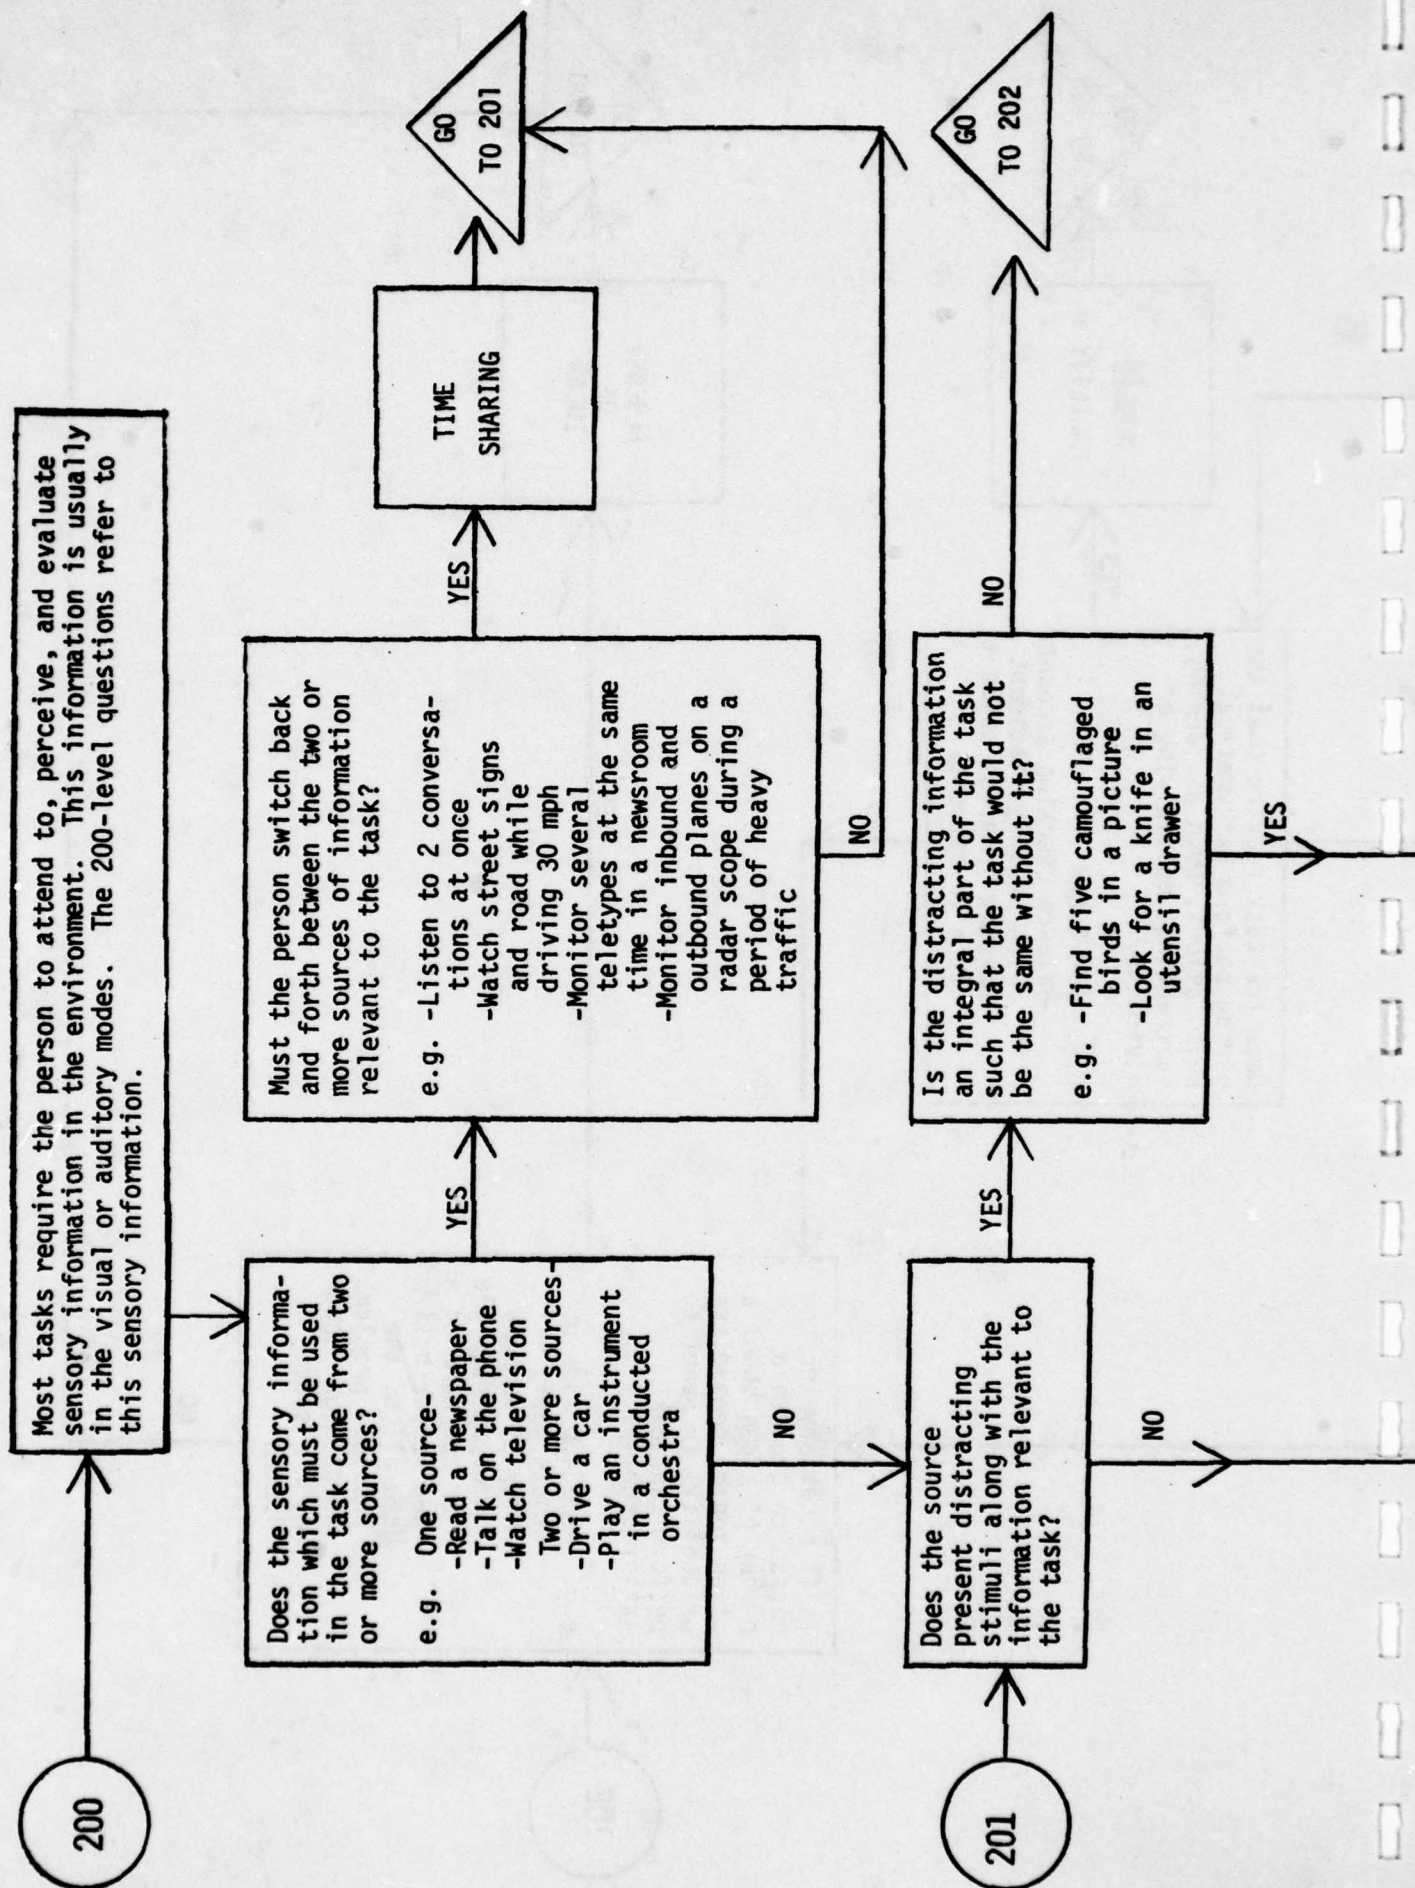 200
Most tasks require the person to attend to, perceive, and evaluate
sensory information in the environment. This information is usually
in the visual or auditory modes. The 200-level questions refer to
this sensory information.
Does the sensory informa-
tion which must be used
in the task come from two
or more sources?
e.g. One source-
-Read a newspaper
-Talk on the phone
-Watch television
Two or more sources-
-Drive a car
-Play an instrument
in a conducted
orchestra
YES
NO
Must the person switch back
and forth between the two or
more sources of information
relevant to the task?
e.g. -Listen to 2 conversa-
tions at once
-Watch street signs
and road while
driving 30 mph
-Monitor several
teletypes at the same
time in a newsroom
-Monitor inbound and
outbound planes on a
radar scope during a
period of heavy
traffic
YES
NO
TIME
SHARING
GO
TO 201
201
Does the source
present distracting
stimuli along with the
information relevant to
the task?
YES
NO
Is the distracting information
an integral part of the task
such that the task would not
be the same without it?
e.g. -Find five camouflaged
birds in a picture
-Look for a knife in an
utensil drawer
NO
YES
GO
TO 202